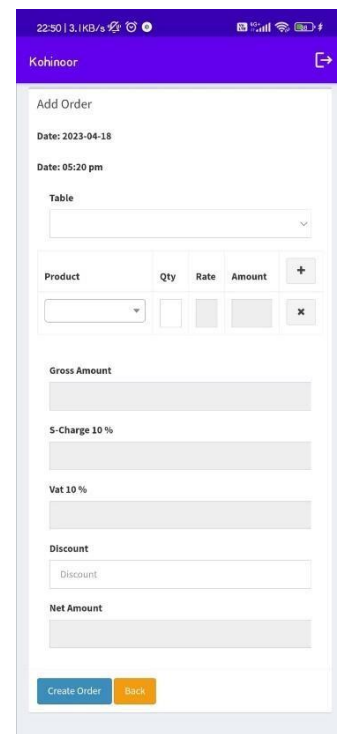 22:50 | 3.1KB/s
Kohinoor
Add Order
Date: 2023-04-18
Date: 05:20 pm
Table
Product Qty Rate Amount +
×
Gross Amount
S-Charge 10 %
Vat 10 %
Discount
Discount
Net Amount
Create Order Back